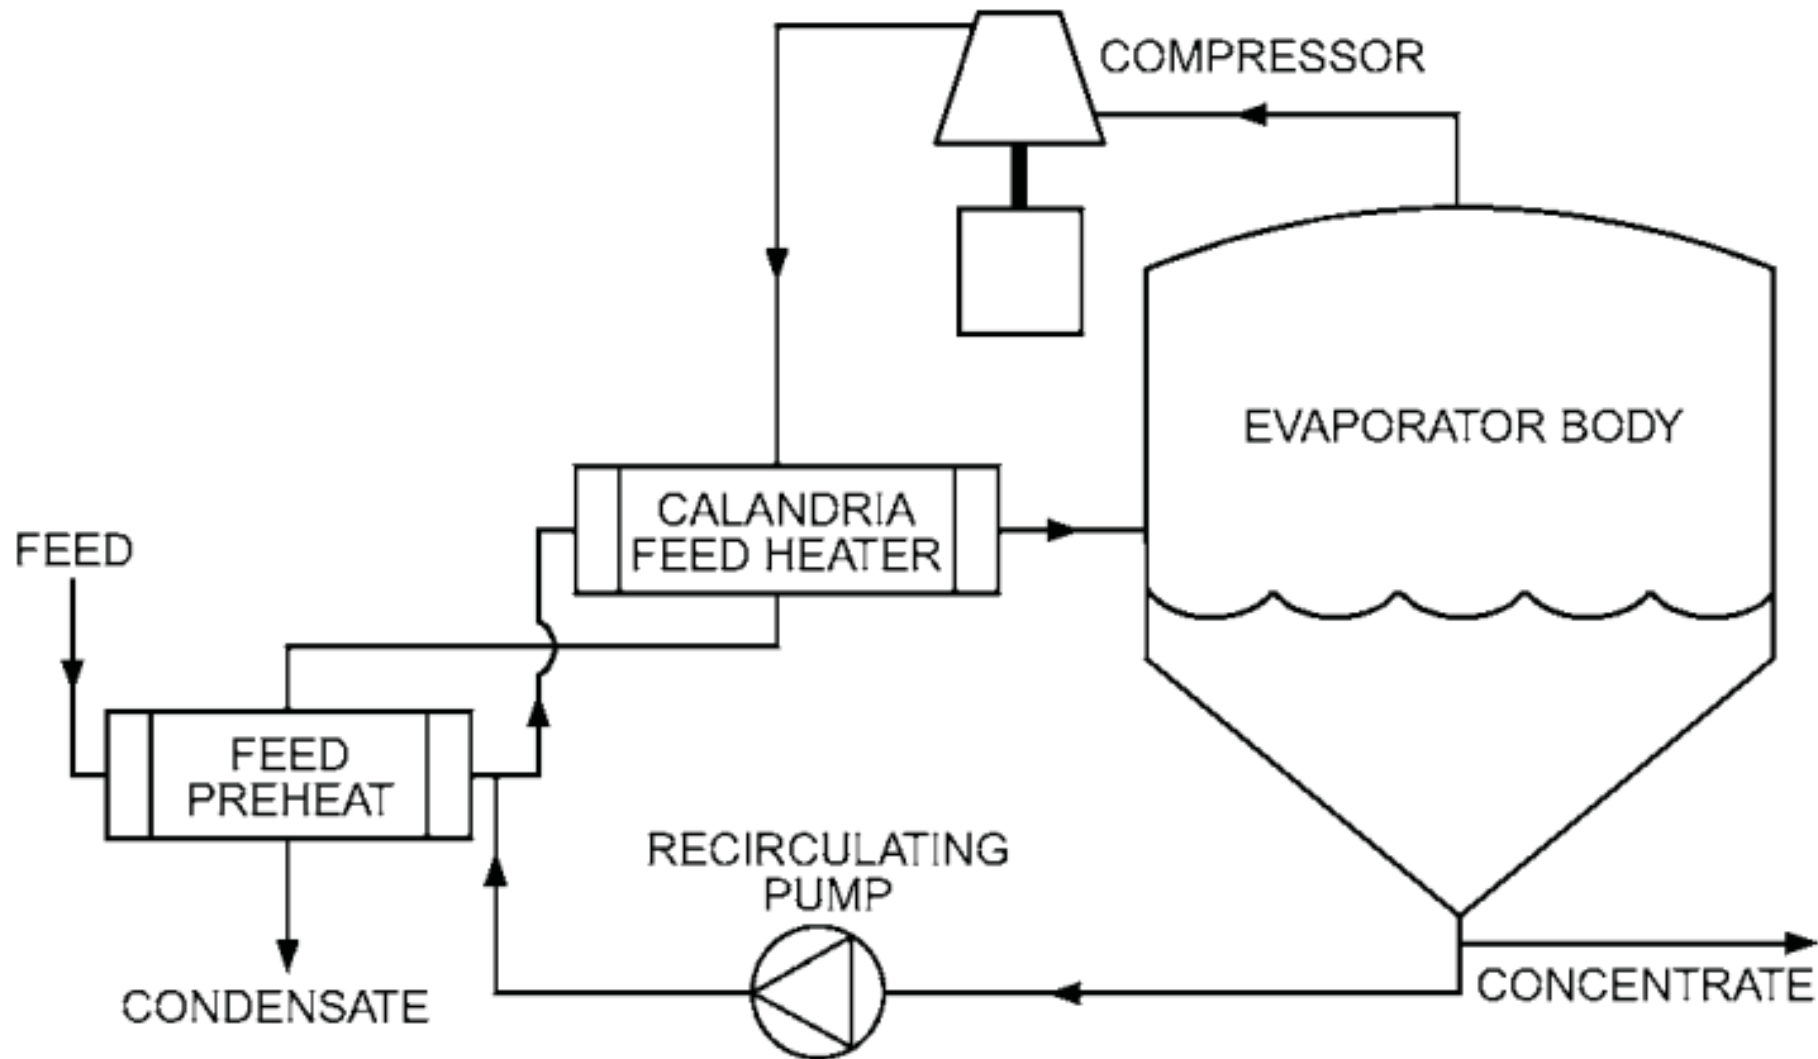 COMPRESSOR
EVAPORATOR BODY
CALANDRIA
FEED HEATER
FEED
FEED
PREHEAT
RECIRCULATING
PUMP
CONCENTRATE
CONDENSATE